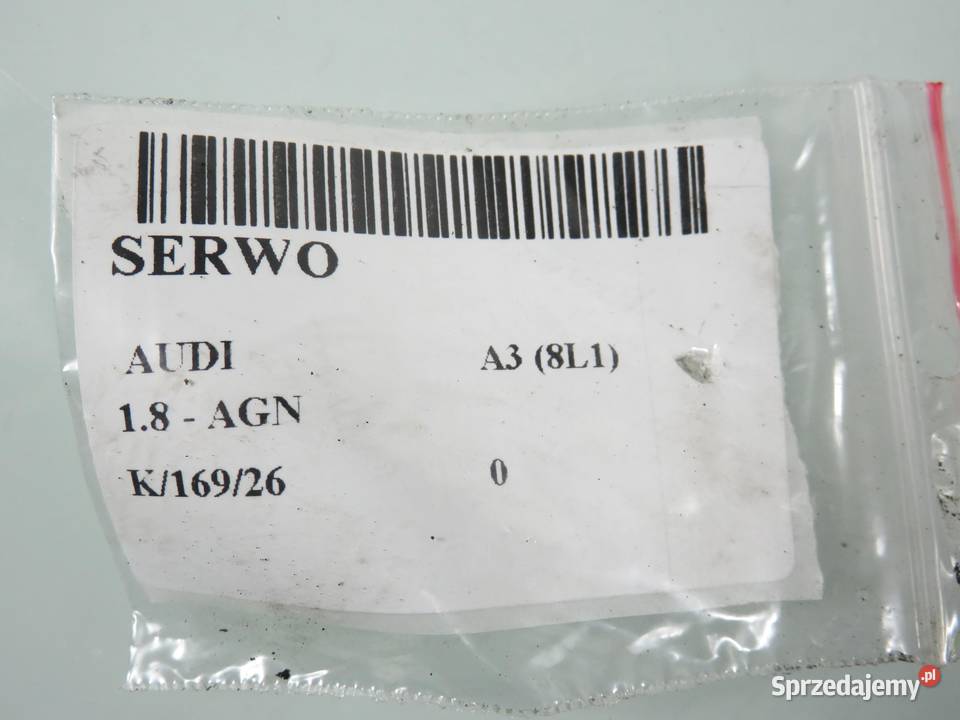 SERWO
AUDI A3 (8L1)
1.8 - AGN
K/169/26 0
Sprzedajemy.pl